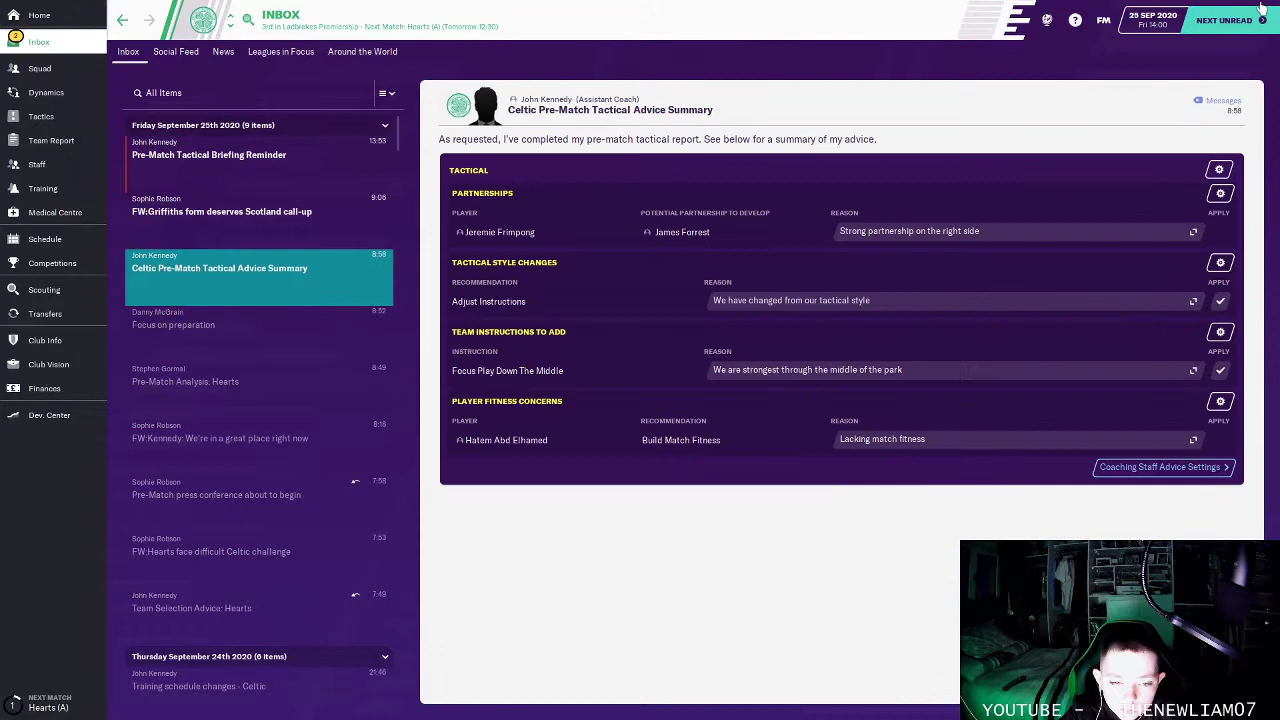 INBOX
3rd in Ladbrokes Premiership - Next Match: Hearts (A) (Tomorrow 12:30)
FM
25 SEP 2020
Fri 14:00
NEXT UNREAD
2
Inbox
Squad
Dynamics
Tactics
Team Report
Staff
Training
Medical Centre
Schedule
Competitions
Scouting
Transfers
Club Info
Club Vision
Finances
Dev. Center
1
NEXT MATCH
Hearts (A)
Inbox Social Feed News Leagues in Focus Around the World
All Items
Friday September 25th 2020 (9 Items)
John Kennedy 13:53
Pre-Match Tactical Briefing Reminder
Sophie Robson 9:06
FW:Griffiths form deserves Scotland call-up
John Kennedy 8:58
Celtic Pre-Match Tactical Advice Summary
Danny McGrain 8:52
Focus on preparation
Stephen Gormal 8:49
Pre-Match Analysis: Hearts
Sophie Robson 8:16
FW:Kennedy: We're in a great place right now
Sophie Robson 7:58
Pre-Match press conference about to begin
Sophie Robson 7:53
FW:Hearts face difficult Celtic challenge
John Kennedy 7:49
Team Selection Advice: Hearts
Thursday September 24th 2020 (6 Items)
John Kennedy 21:46
Training schedule changes - Celtic
John Kennedy (Assistant Coach)
Celtic Pre-Match Tactical Advice Summary
Messages
8:58
As requested, I've completed my pre-match tactical report. See below for a summary of my advice.
TACTICAL
PARTNERSHIPS
PLAYER POTENTIAL PARTNERSHIP TO DEVELOP REASON APPLY
Jeremie Frimpong James Forrest Strong partnership on the right side
TACTICAL STYLE CHANGES
RECOMMENDATION REASON APPLY
Adjust Instructions We have changed from our tactical style
TEAM INSTRUCTIONS TO ADD
INSTRUCTION REASON APPLY
Focus Play Down The Middle We are strongest through the middle of the park
PLAYER FITNESS CONCERNS
PLAYER RECOMMENDATION REASON APPLY
Hatem Abd Elhamed Build Match Fitness Lacking match fitness
Coaching Staff Advice Settings
YOUTUBE - THENEWLIAM07